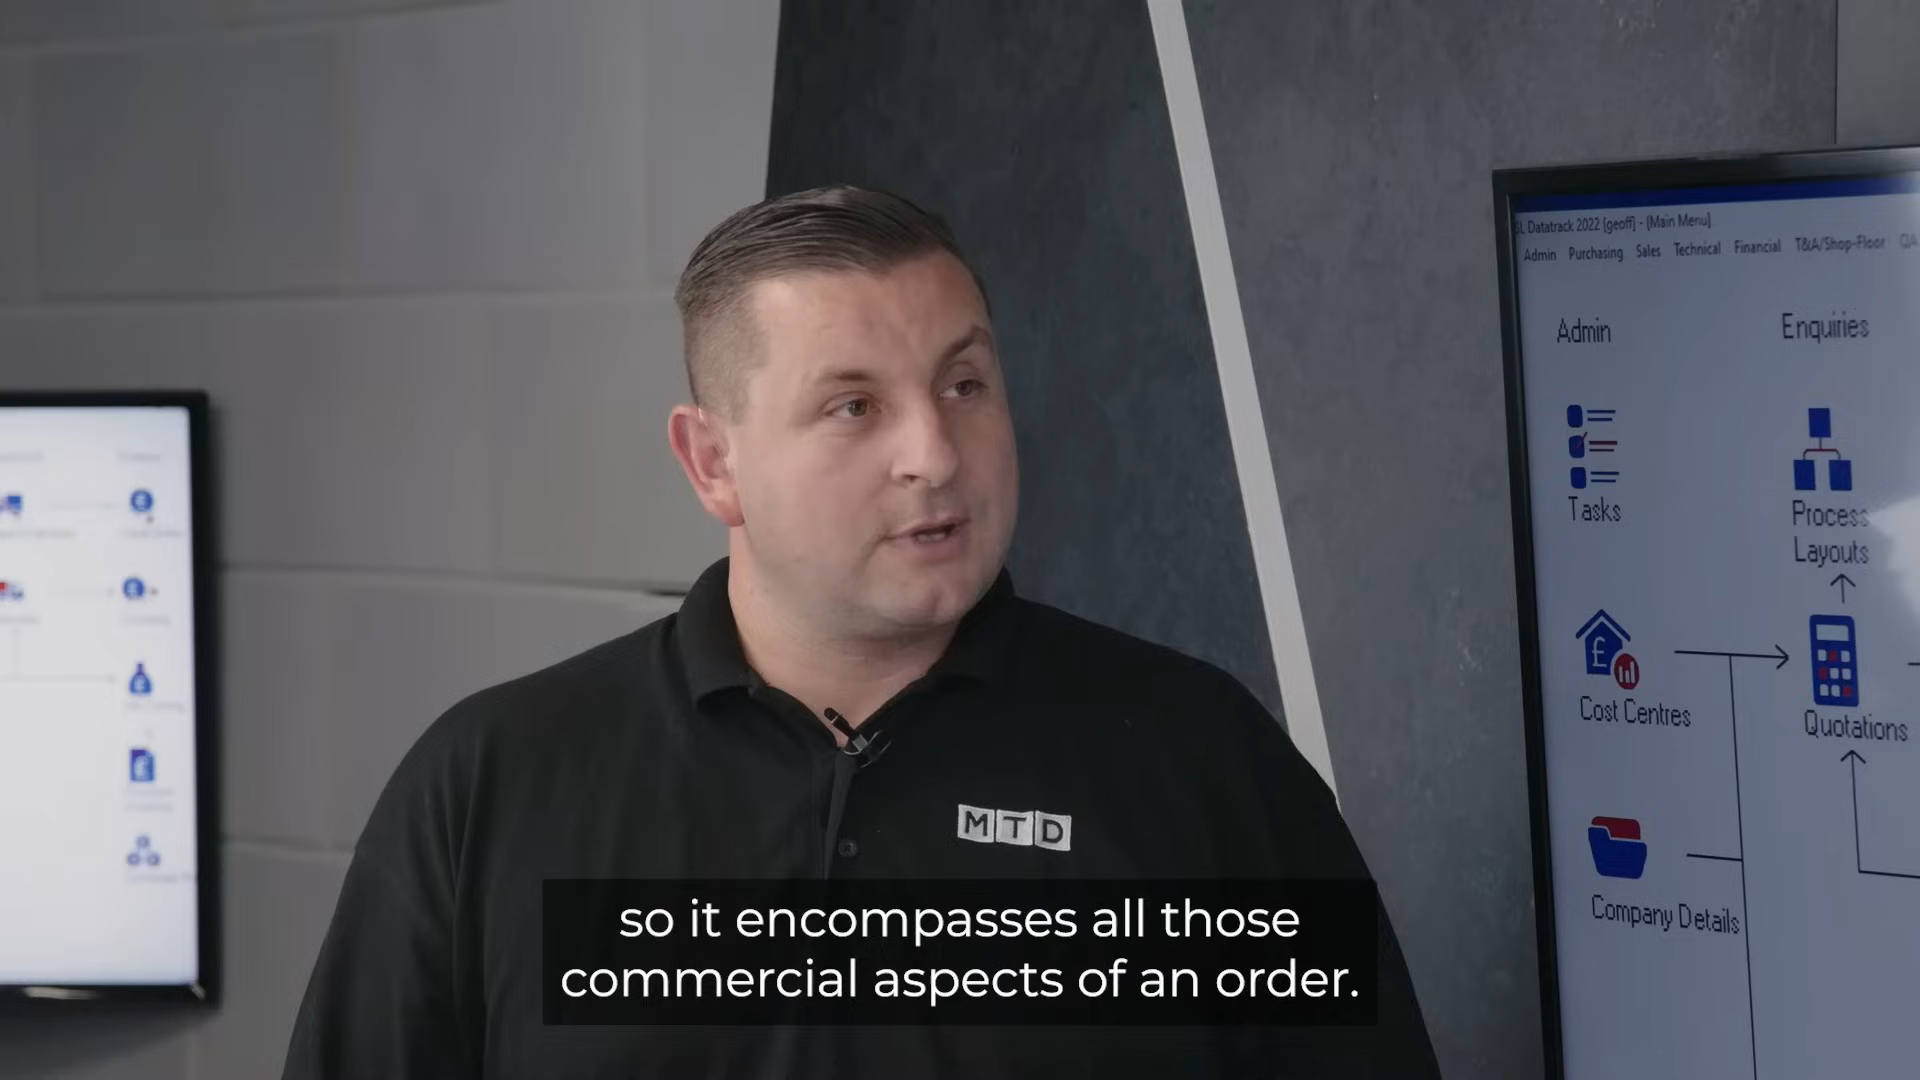 L Datatrack 2022 [geoff] - [Main Menu]
Admin Purchasing Sales Technical Financial T&A/Shop-Floor QA
Admin
Enquiries
Tasks
Process
Layouts
Cost Centres
Quotations
Company Details
MTD
so it encompasses all those
commercial aspects of an order.